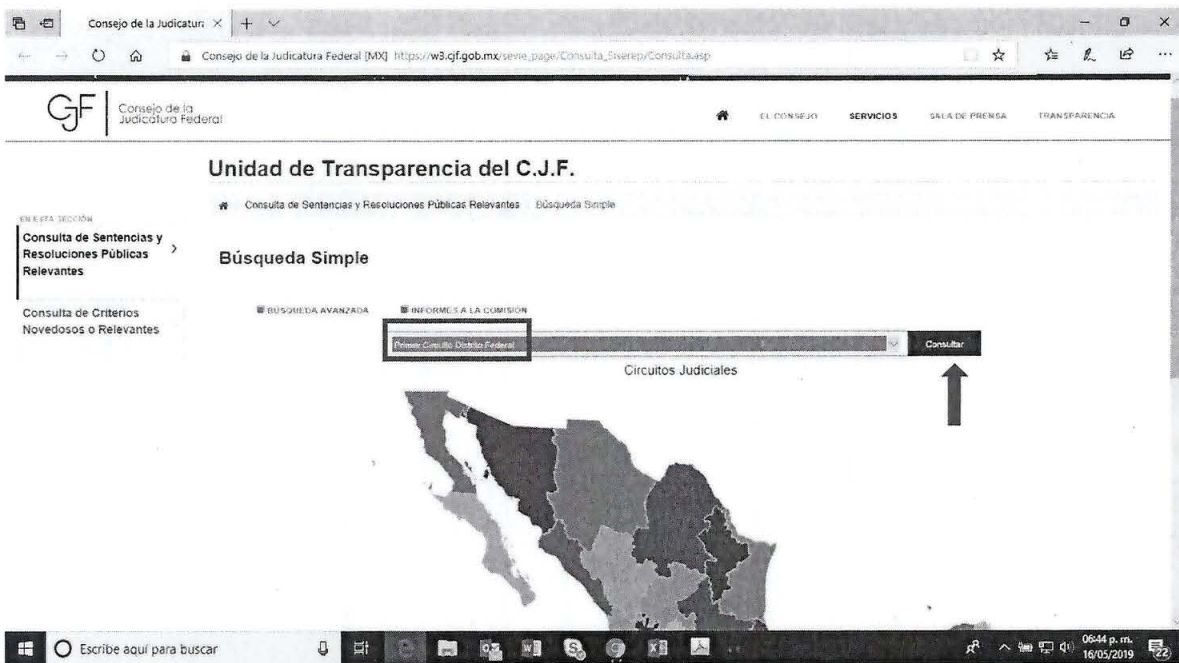 Consejo de la Judicatur
Consejo de la Judicatura Federal [MX] https://w3.cjf.gob.mx/sevie_page/Consulta_Siserep/Consulta.asp
CJF Consejo de la
Judicatura Federal
EL CONSEJO SERVICIOS SALA DE PRENSA TRANSPARENCIA
Unidad de Transparencia del C.J.F.
Consulta de Sentencias y Resoluciones Públicas Relevantes Búsqueda Simple
EN ESTA SECCIÓN
Consulta de Sentencias y
Resoluciones Públicas
Relevantes
Consulta de Criterios
Novedosos o Relevantes
Búsqueda Simple
BÚSQUEDA AVANZADA INFORMES A LA COMISIÓN
Primer Circuito Distrito Federal
Consultar
Circuitos Judiciales
Escribe aquí para buscar
06:44 p. m.
16/05/2019
22